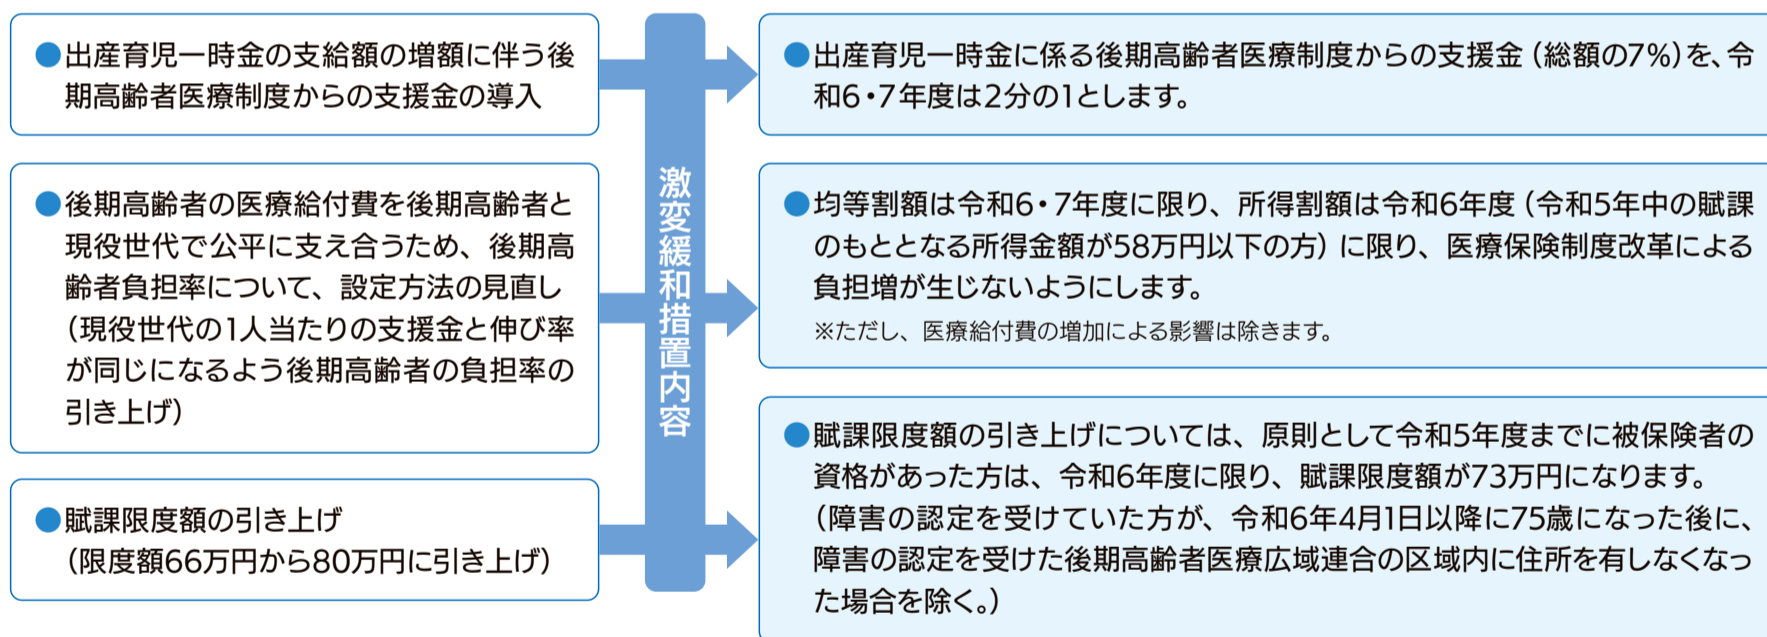 ●出産育児一時金の支給額の増額に伴う後
期高齢者医療制度からの支援金の導入
●後期高齢者の医療給付費を後期高齢者と
現役世代で公平に支え合うため、後期高
齢者負担率について、設定方法の見直し
（現役世代の1人当たりの支援金と伸び率
が同じになるよう後期高齢者の負担率の
引き上げ）
●賦課限度額の引き上げ
（限度額66万円から80万円に引き上げ）
激変緩和措置内容
●出産育児一時金に係る後期高齢者医療制度からの支援金（総額の7％）を、令
和6・7年度は2分の1とします。
●均等割額は令和6・7年度に限り、所得割額は令和6年度（令和5年中の賦課
のもととなる所得金額が58万円以下の方）に限り、医療保険制度改革による
負担増が生じないようにします。
※ただし、医療給付費の増加による影響は除きます。
●賦課限度額の引き上げについては、原則として令和5年度までに被保険者の
資格があった方は、令和6年度に限り、賦課限度額が73万円になります。
（障害の認定を受けていた方が、令和6年4月1日以降に75歳になった後に、
障害の認定を受けた後期高齢者医療広域連合の区域内に住所を有しなくなっ
た場合を除く。）